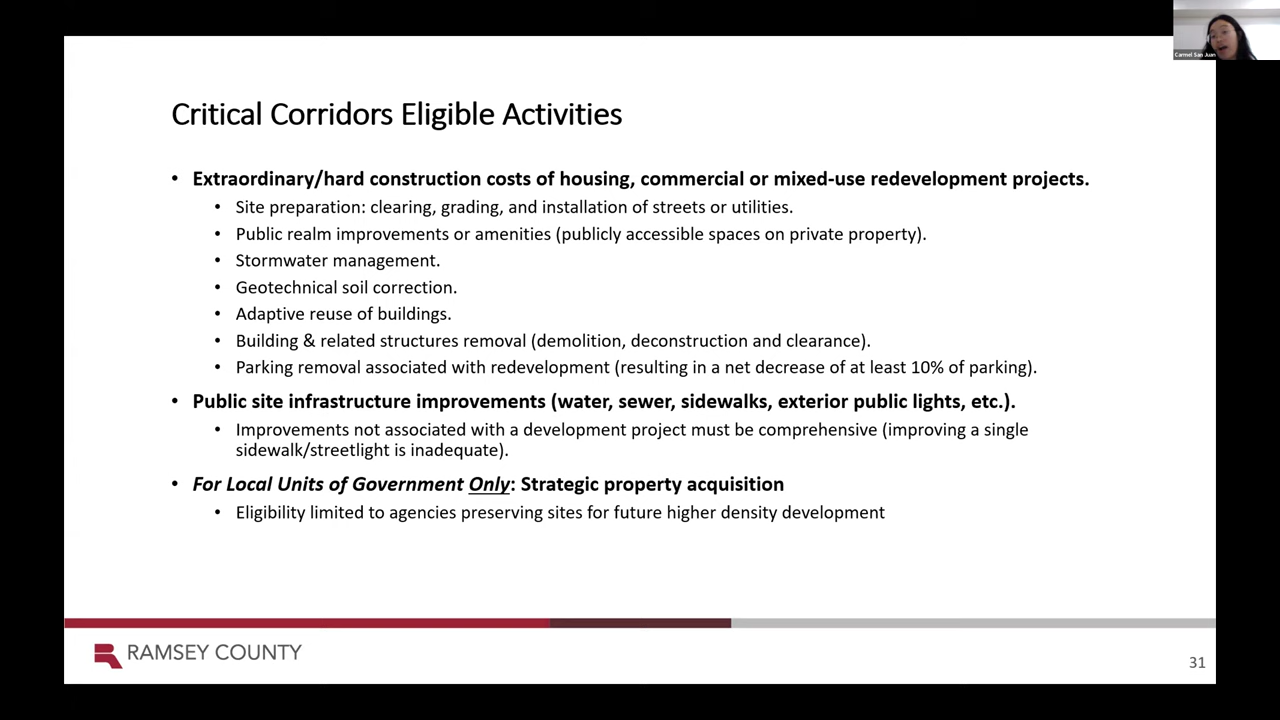 Carmel San Juan
Critical Corridors Eligible Activities
• Extraordinary/hard construction costs of housing, commercial or mixed-use redevelopment projects.
• Site preparation: clearing, grading, and installation of streets or utilities.
• Public realm improvements or amenities (publicly accessible spaces on private property).
• Stormwater management.
• Geotechnical soil correction.
• Adaptive reuse of buildings.
• Building & related structures removal (demolition, deconstruction and clearance).
• Parking removal associated with redevelopment (resulting in a net decrease of at least 10% of parking).
• Public site infrastructure improvements (water, sewer, sidewalks, exterior public lights, etc.).
• Improvements not associated with a development project must be comprehensive (improving a single
sidewalk/streetlight is inadequate).
• For Local Units of Government Only: Strategic property acquisition
• Eligibility limited to agencies preserving sites for future higher density development
RAMSEY COUNTY
31